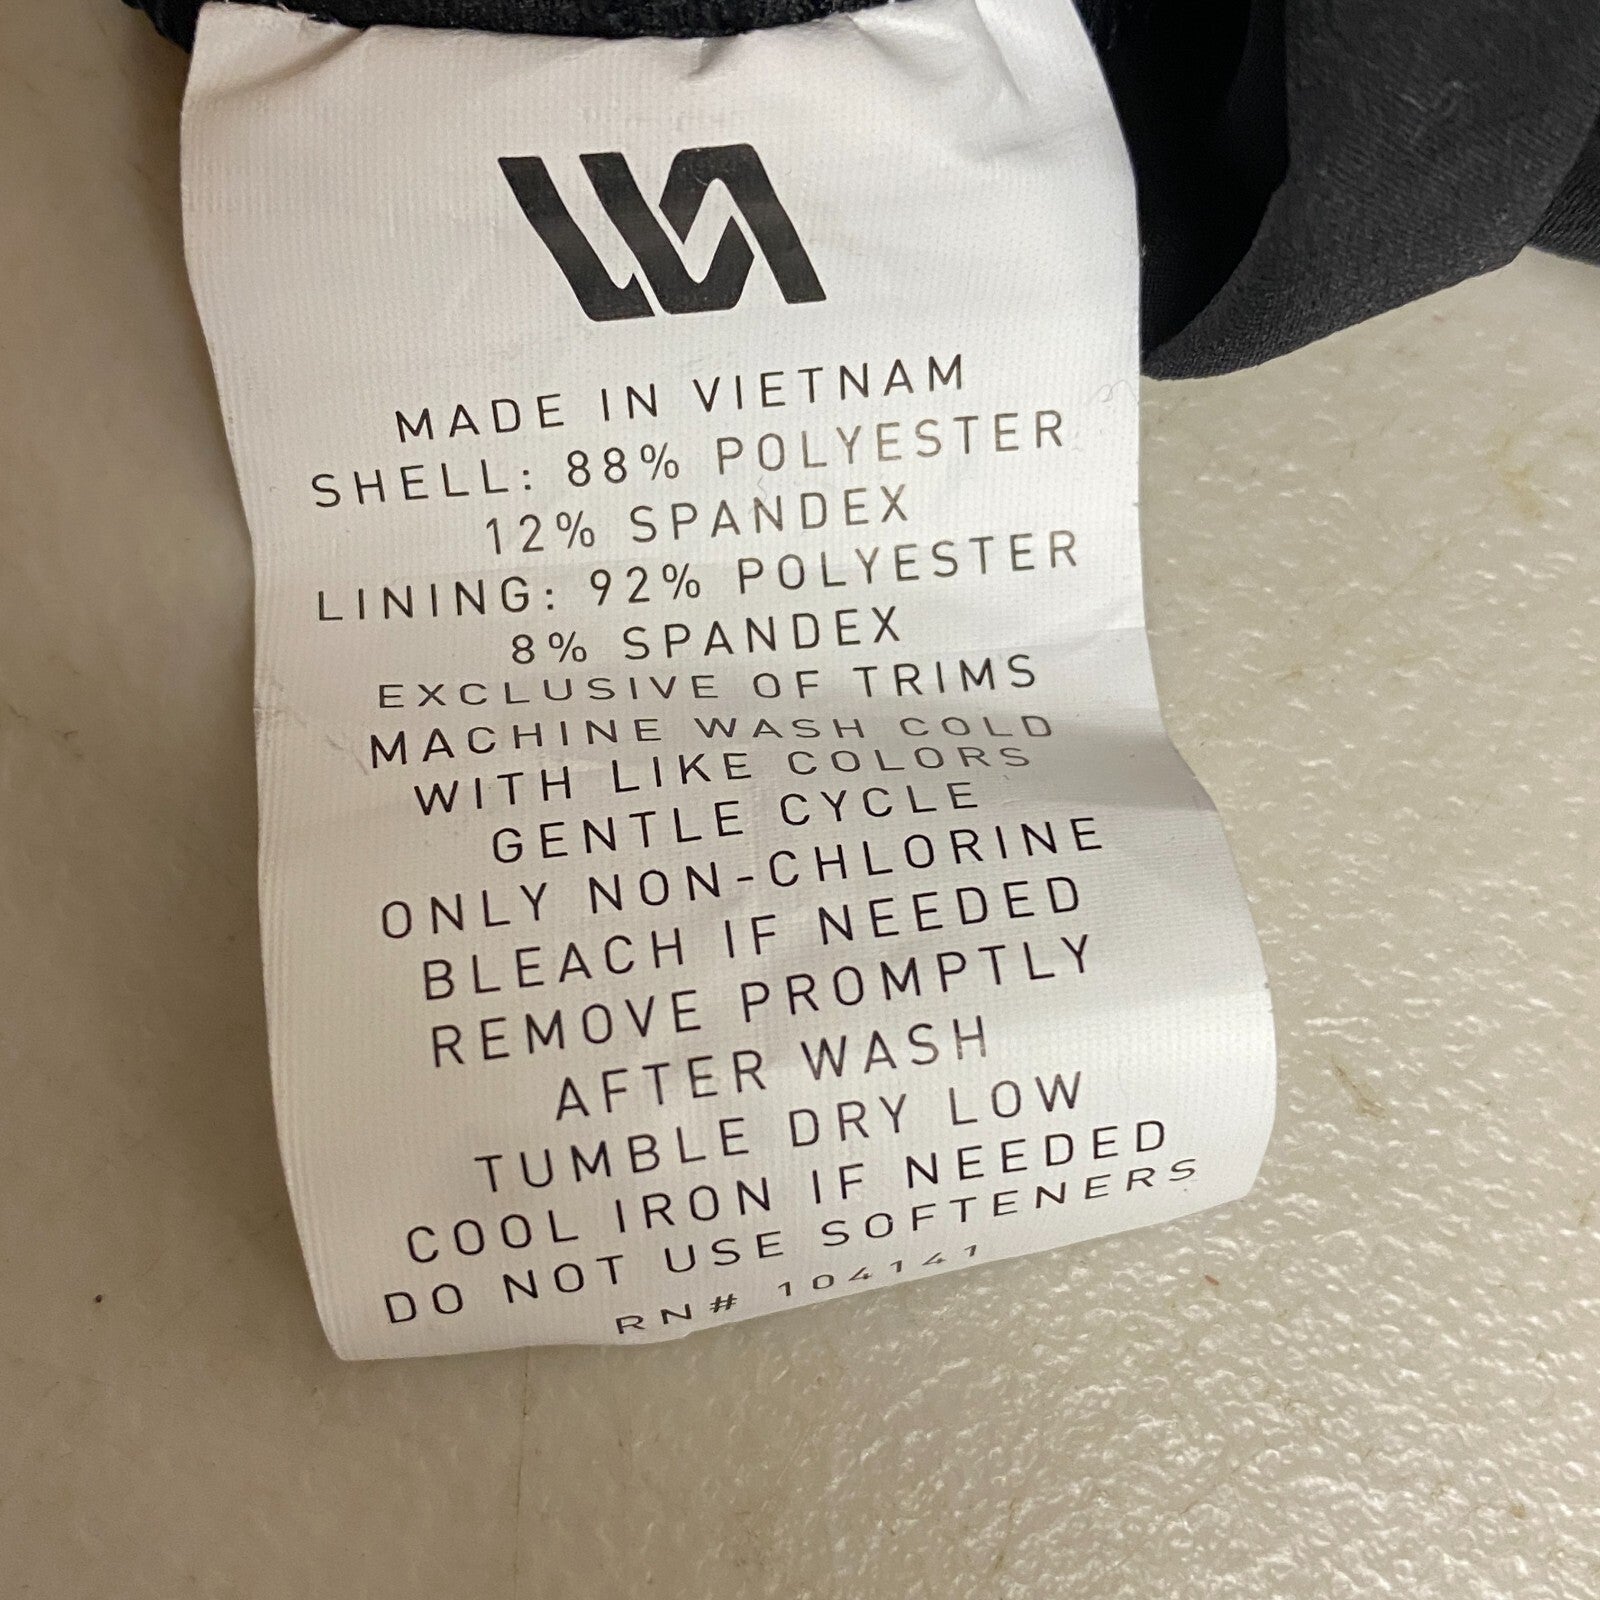 MADE IN VIETNAM
SHELL: 88% POLYESTER
12% SPANDEX
LINING: 92% POLYESTER
8% SPANDEX
EXCLUSIVE OF TRIMS
MACHINE WASH COLD
WITH LIKE COLORS
GENTLE CYCLE
ONLY NON-CHLORINE
BLEACH IF NEEDED
REMOVE PROMPTLY
AFTER WASH
TUMBLE DRY LOW
COOL IRON IF NEEDED
DO NOT USE SOFTENERS
RN# 104141